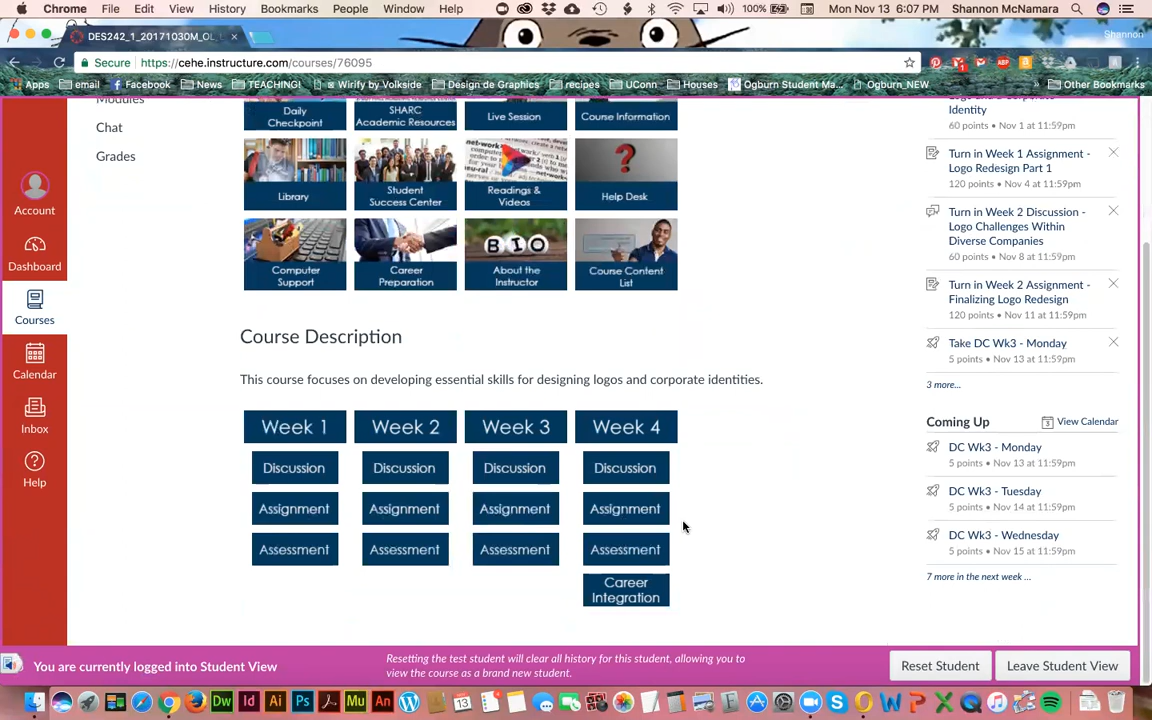 Chrome File Edit View History Bookmarks People Window Help
100% Mon Nov 13 6:07 PM Shannon McNamara
DES242_1_20171030M_OL_
Shannon
Secure https://cehe.instructure.com/courses/76095
Apps email Facebook News TEACHING! Wirify by Volkside Design de Graphics recipes UConn Houses Ogburn Student Ma... Ogburn_NEW Other Bookmarks
Modules
Chat
Grades
Account
Dashboard
Courses
Calendar
Inbox
Help
Daily Checkpoint
SHARC Academic Resources
Live Session
Course Information
Library
Student Success Center
Readings & Videos
Help Desk
Computer Support
Career Preparation
BIO
About the Instructor
Course Content List
Course Description
This course focuses on developing essential skills for designing logos and corporate identities.
Week 1 Week 2 Week 3 Week 4
Discussion Discussion Discussion Discussion
Assignment Assignment Assignment Assignment
Assessment Assessment Assessment Assessment
Career Integration
Identity
60 points • Nov 1 at 11:59pm
Turn in Week 1 Assignment -
Logo Redesign Part 1
120 points • Nov 4 at 11:59pm
Turn in Week 2 Discussion -
Logo Challenges Within
Diverse Companies
60 points • Nov 8 at 11:59pm
Turn in Week 2 Assignment -
Finalizing Logo Redesign
120 points • Nov 11 at 11:59pm
Take DC Wk3 - Monday
5 points • Nov 13 at 11:59pm
3 more...
Coming Up View Calendar
DC Wk3 - Monday
5 points • Nov 13 at 11:59pm
DC Wk3 - Tuesday
5 points • Nov 14 at 11:59pm
DC Wk3 - Wednesday
5 points • Nov 15 at 11:59pm
7 more in the next week ...
You are currently logged into Student View
Resetting the test student will clear all history for this student, allowing you to
view the course as a brand new student.
Reset Student
Leave Student View